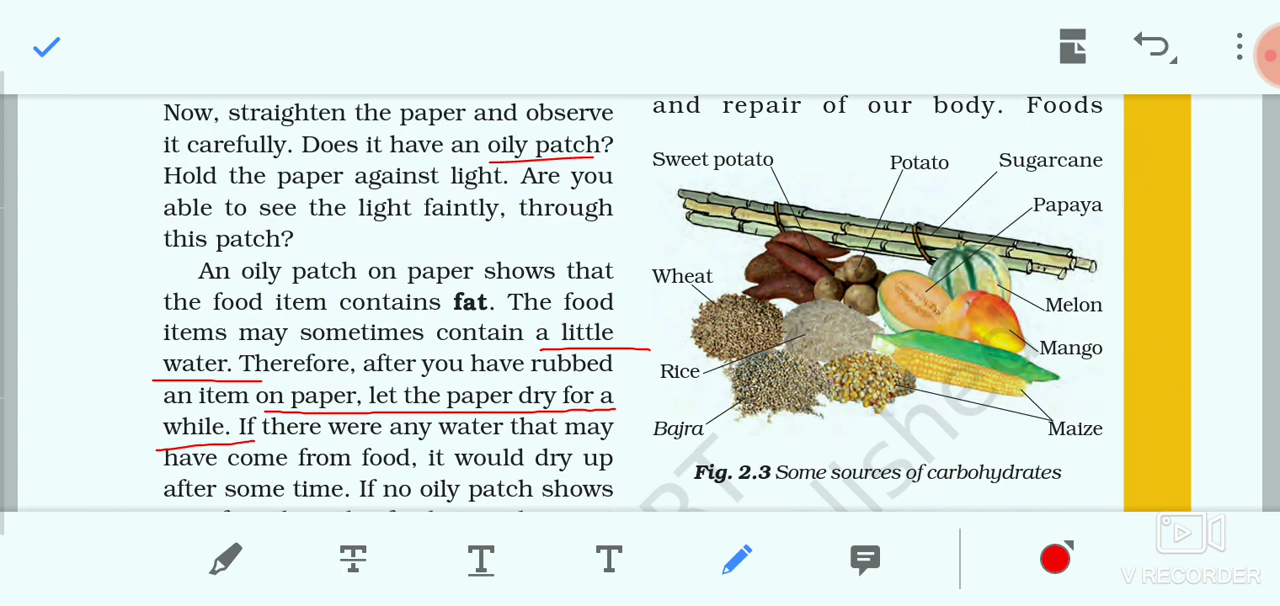 Now, straighten the paper and observe
it carefully. Does it have an oily patch?
Hold the paper against light. Are you
able to see the light faintly, through
this patch?
An oily patch on paper shows that
the food item contains fat. The food
items may sometimes contain a little
water. Therefore, after you have rubbed
an item on paper, let the paper dry for a
while. If there were any water that may
have come from food, it would dry up
after some time. If no oily patch shows
and repair of our body. Foods
Sweet potato
Potato
Sugarcane
Papaya
Wheat
Melon
Mango
Rice
Bajra
Maize
Fig. 2.3 Some sources of carbohydrates
V RECORDER